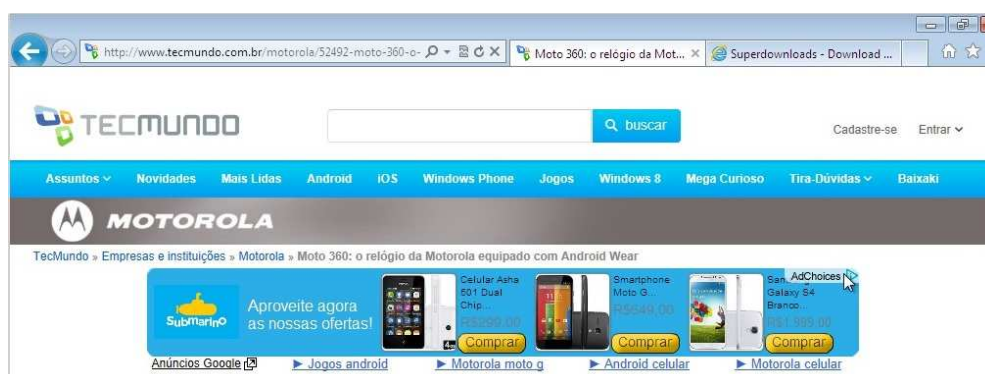 http://www.tecmundo.com.br/motorola/52492-moto-360-o-
Moto 360: o relógio da Mot...
Superdownloads - Download ...
TECMUNDO
buscar
Cadastre-se
Entrar
Assuntos
Novidades
Mais Lidas
Android
iOS
Windows Phone
Jogos
Windows 8
Mega Curioso
Tira-Dúvidas
Baixaki
MOTOROLA
TecMundo » Empresas e instituições » Motorola » Moto 360: o relógio da Motorola equipado com Android Wear
Submarino
Aproveite agora
as nossas ofertas!
Celular Asha
501 Dual
Chip...
R$299,00
Comprar
Smartphone
Moto G...
R$649,00
Comprar
AdChoices
Galaxy S4
Branco...
R$1.999,00
Comprar
Anúncios Google
► Jogos android
► Motorola moto g
► Android celular
► Motorola celular